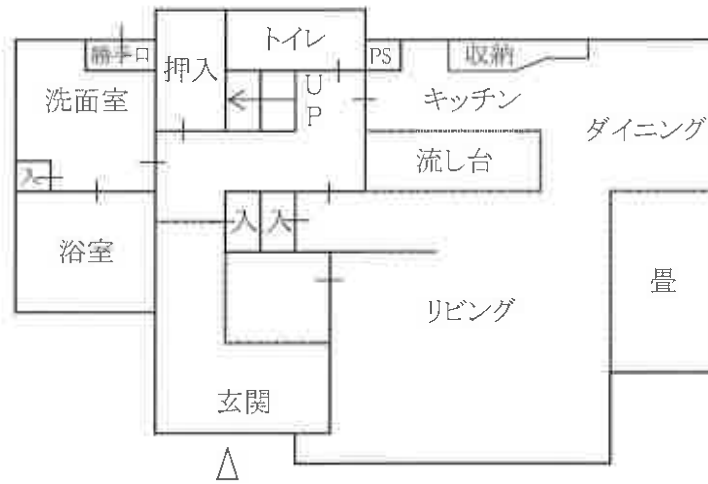 トイレ
勝手口
押入
PS
収納
洗面室
UP
キッチン
ダイニング
流し台
入
入
入
浴室
畳
リビング
玄関